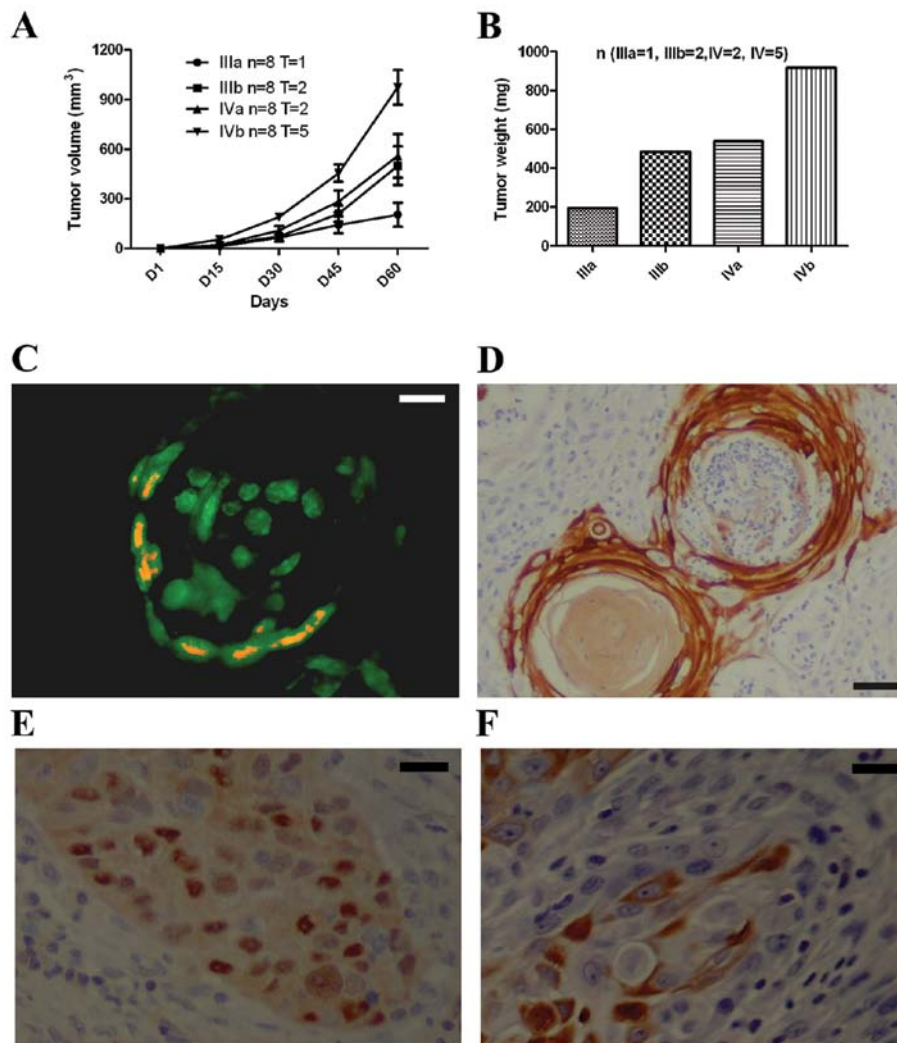 A
1200
900
600
300
0
Tumor volume (mm³)
IIIa n=8 T=1
IIIb n=8 T=2
IVa n=8 T=2
IVb n=8 T=5
D1
D15
D30
D45
D60
Days
B
n (IIIa=1, IIIb=2,IV=2, IV=5)
1000
800
600
400
200
0
Tumor weight (mg)
IIIa
IIIb
IVa
IVb
C
D
E
F